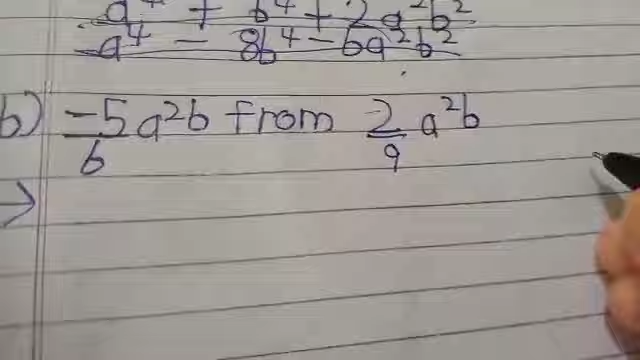 a⁴ + b⁴ + 2a²b²
a⁴ - 8b⁴ - 6a²b²
b) -5/6 a²b from 2/9 a²b
→